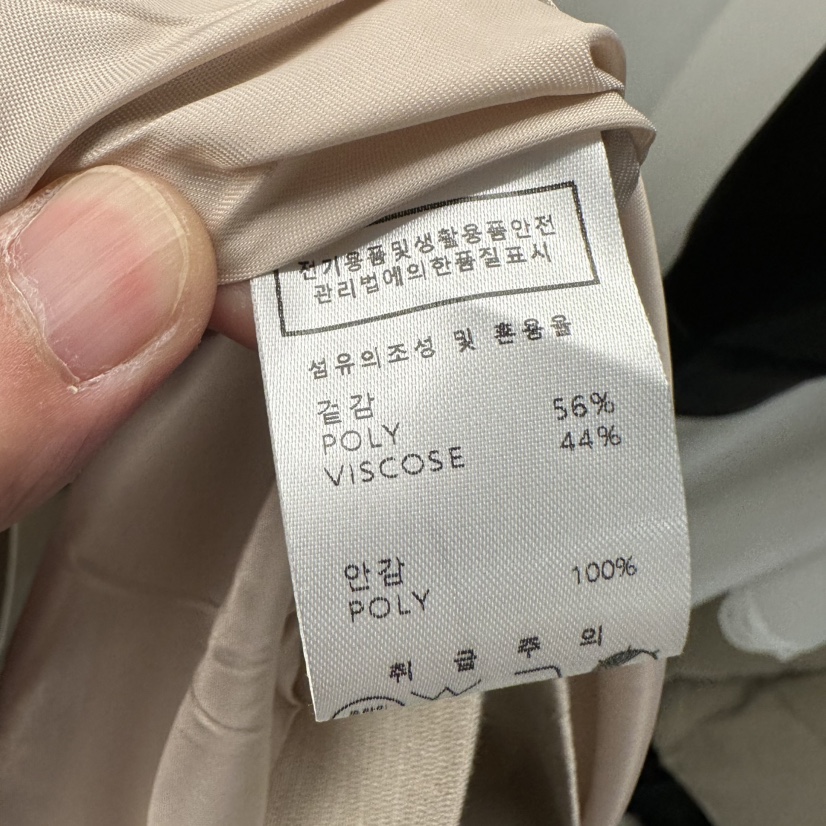 전기용품및생활용품안전
관리법에의한품질표시
섬유의조성 및 혼용율
겉감
POLY 56%
VISCOSE 44%
안감
POLY 100%
취 급 주 의